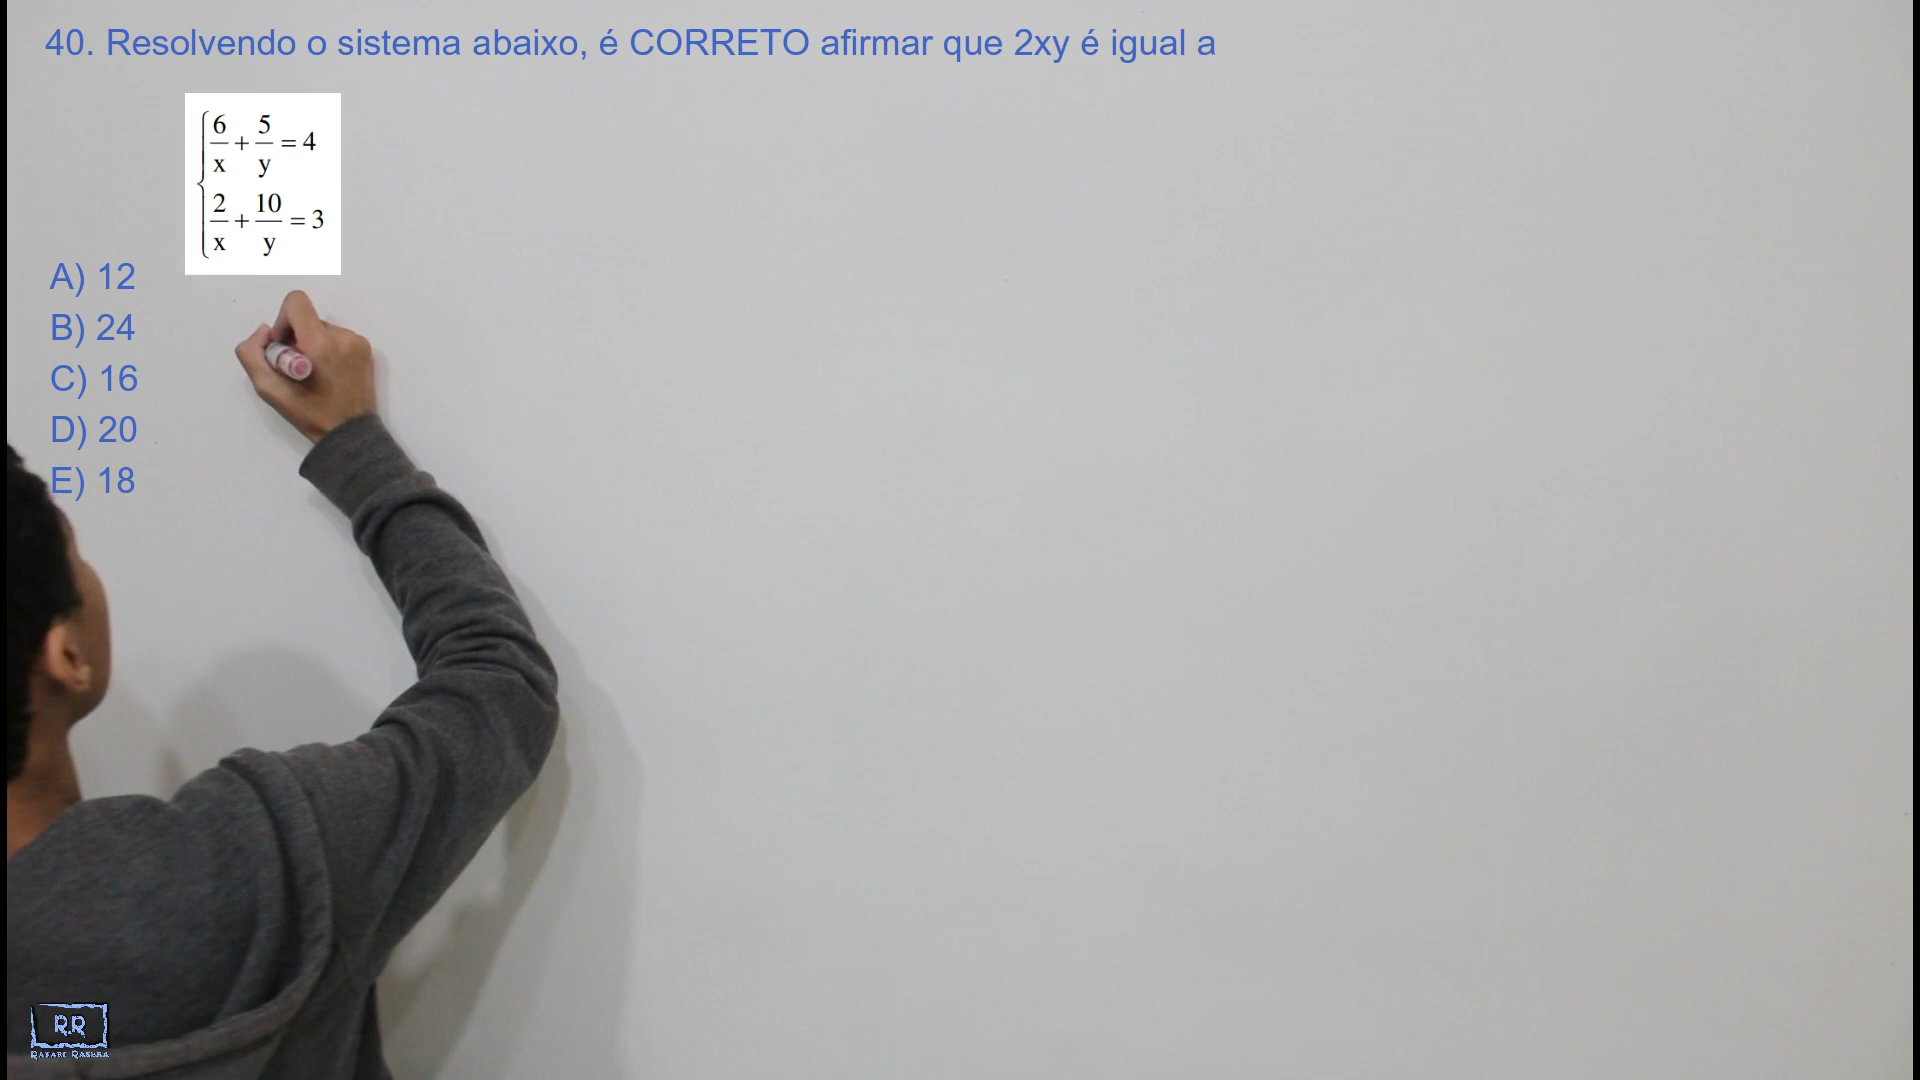 40. Resolvendo o sistema abaixo, é CORRETO afirmar que 2xy é igual a
6/x + 5/y = 4
2/x + 10/y = 3
A) 12
B) 24
C) 16
D) 20
E) 18
R.R